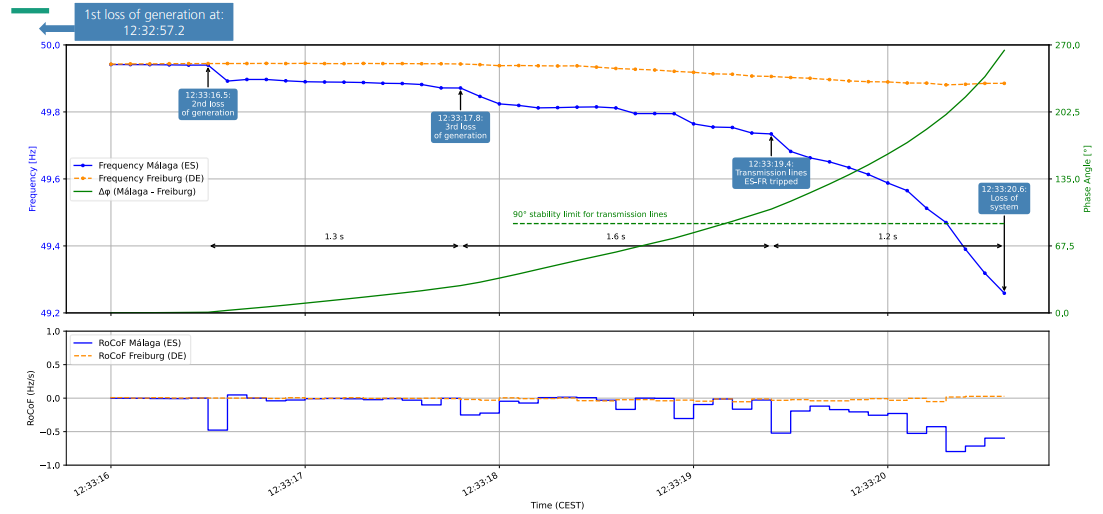 1st loss of generation at:
12:32:57.2
50.0
49.8
49.6
49.4
49.2
Frequency [Hz]
270,0
202,5
135,0
67,5
0,0
Phase Angle [°]
12:33:16.5:
2nd loss
of generation
12:33:17.8:
3rd loss
of generation
12:33:19.4:
Transmission lines
ES-FR tripped
12:33:20.6:
Loss of
system
Frequency Málaga (ES)
Frequency Freiburg (DE)
Δφ (Málaga - Freiburg)
90° stability limit for transmission lines
1.3 s
1.6 s
1.2 s
1.0
0.5
0.0
−0.5
−1.0
RoCoF (Hz/s)
RoCoF Málaga (ES)
RoCoF Freiburg (DE)
12:33:16
12:33:17
12:33:18
12:33:19
12:33:20
Time (CEST)